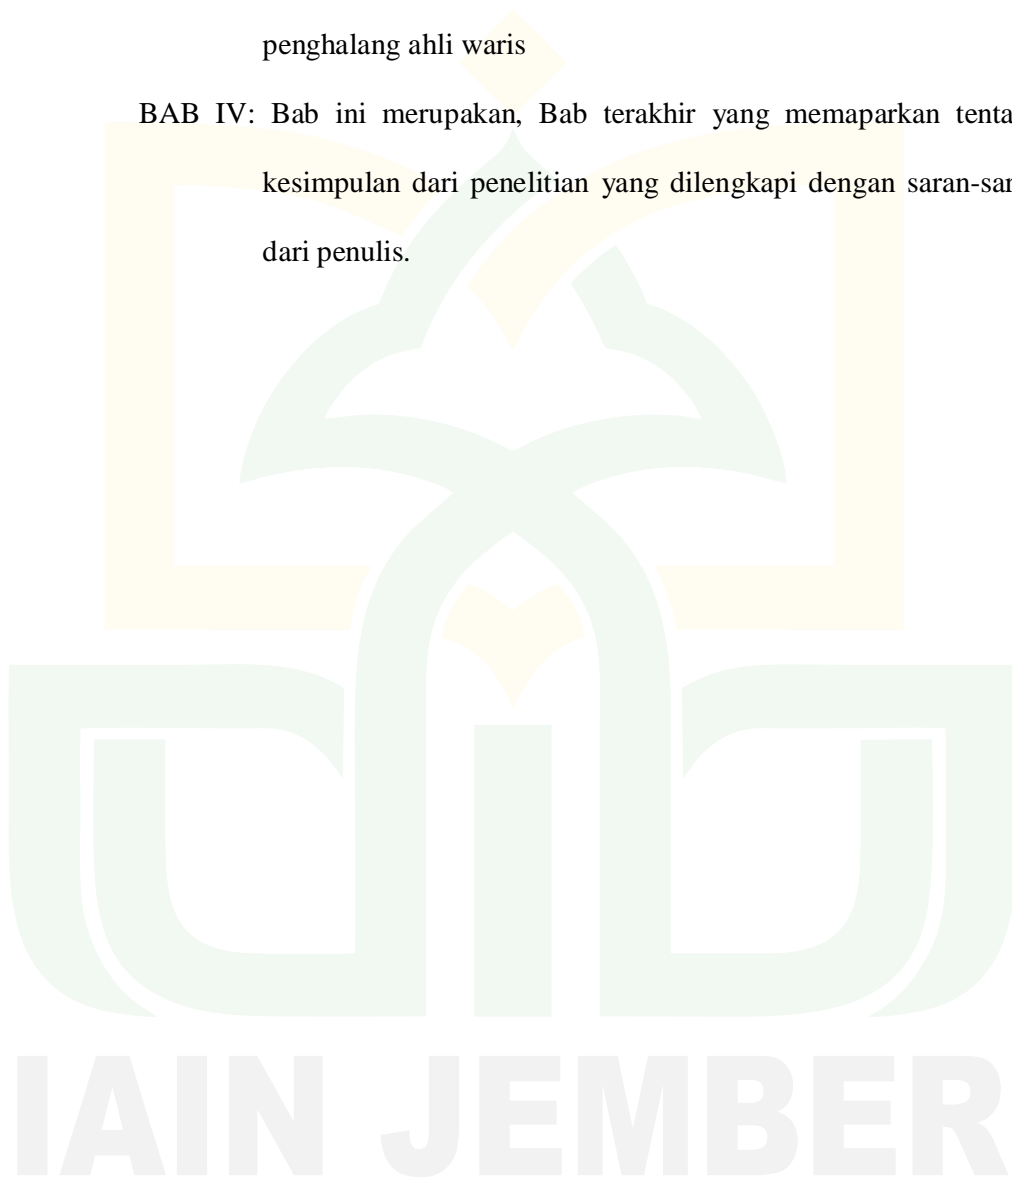 penghalang ahli waris
BAB IV: Bab ini merupakan, Bab terakhir yang memaparkan tenta
kesimpulan dari penelitian yang dilengkapi dengan saran-sar
dari penulis.
IAIN JEMBER